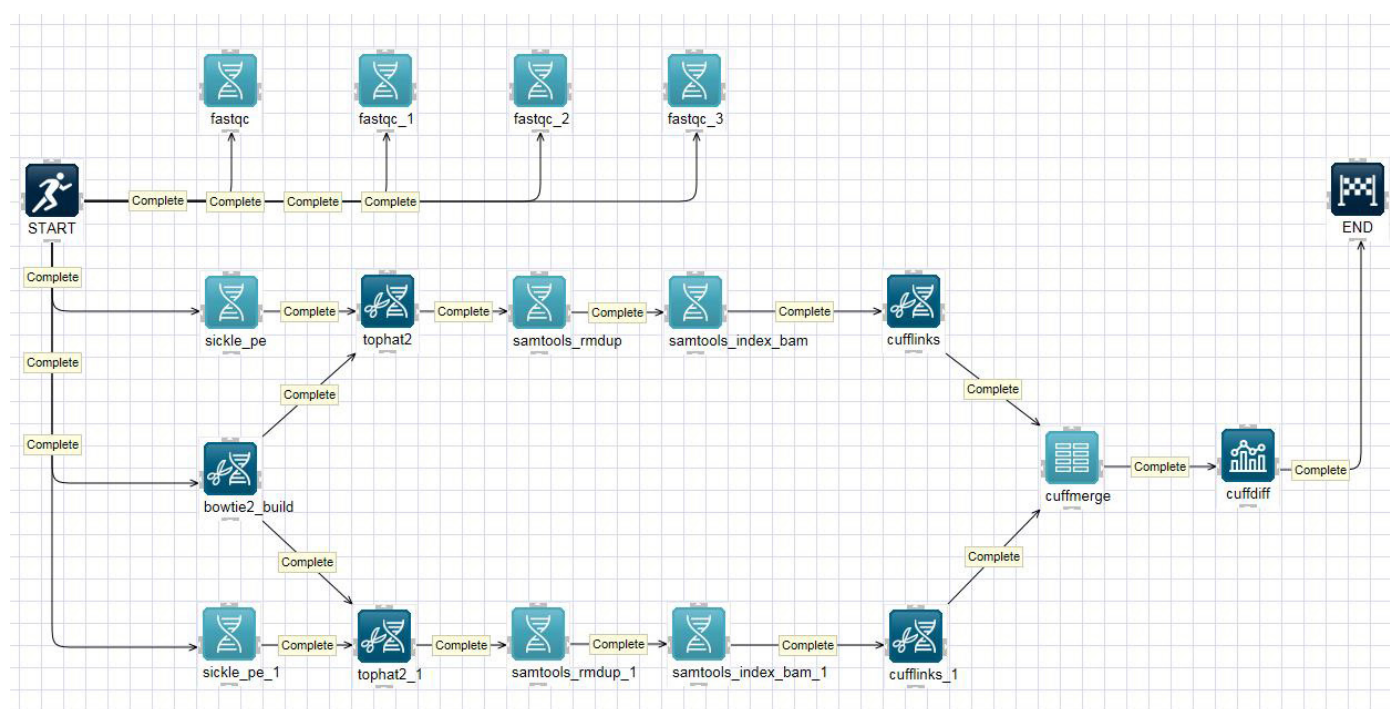 fastqc
fastqc_1
fastqc_2
fastqc_3
START
Complete
Complete
Complete
Complete
END
Complete
sickle_pe
Complete
tophat2
Complete
samtools_rmdup
Complete
samtools_index_bam
Complete
cufflinks
Complete
Complete
Complete
Complete
bowtie2_build
cuffmerge
Complete
cuffdiff
Complete
Complete
Complete
sickle_pe_1
Complete
tophat2_1
Complete
samtools_rmdup_1
Complete
samtools_index_bam_1
Complete
cufflinks_1